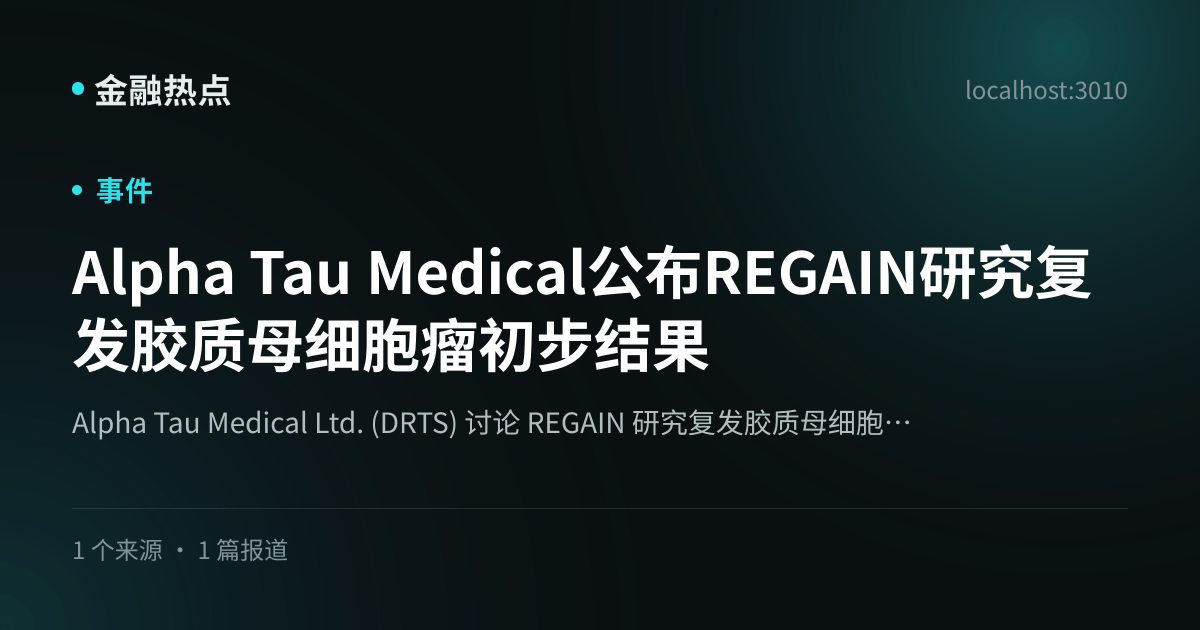 金融热点
localhost:3010
事件
Alpha Tau Medical公布REGAIN研究复
发胶质母细胞瘤初步结果
Alpha Tau Medical Ltd. (DRTS) 讨论 REGAIN 研究复发胶质母细胞…
1 个来源 · 1 篇报道